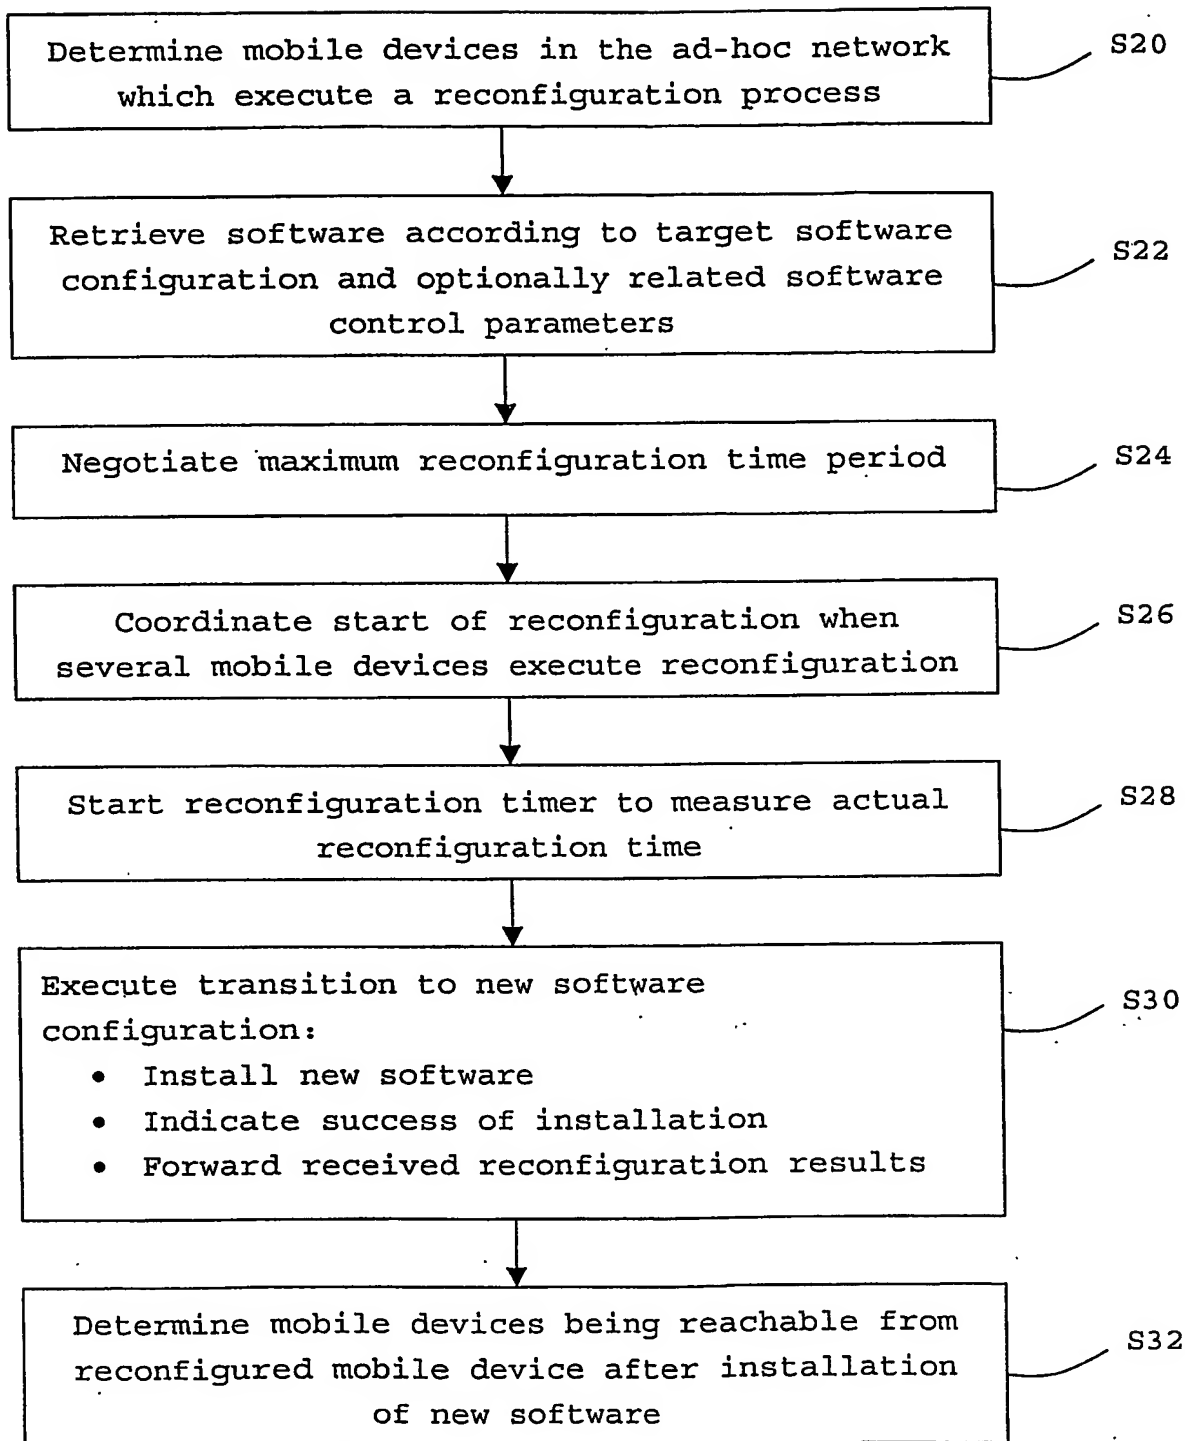 Determine mobile devices in the ad-hoc network
which execute a reconfiguration process
S20
Retrieve software according to target software
configuration and optionally related software
control parameters
S22
Negotiate maximum reconfiguration time period
S24
Coordinate start of reconfiguration when
several mobile devices execute reconfiguration
S26
Start reconfiguration timer to measure actual
reconfiguration time
S28
Execute transition to new software
configuration:
• Install new software
• Indicate success of installation
• Forward received reconfiguration results
S30
Determine mobile devices being reachable from
reconfigured mobile device after installation
of new software
S32